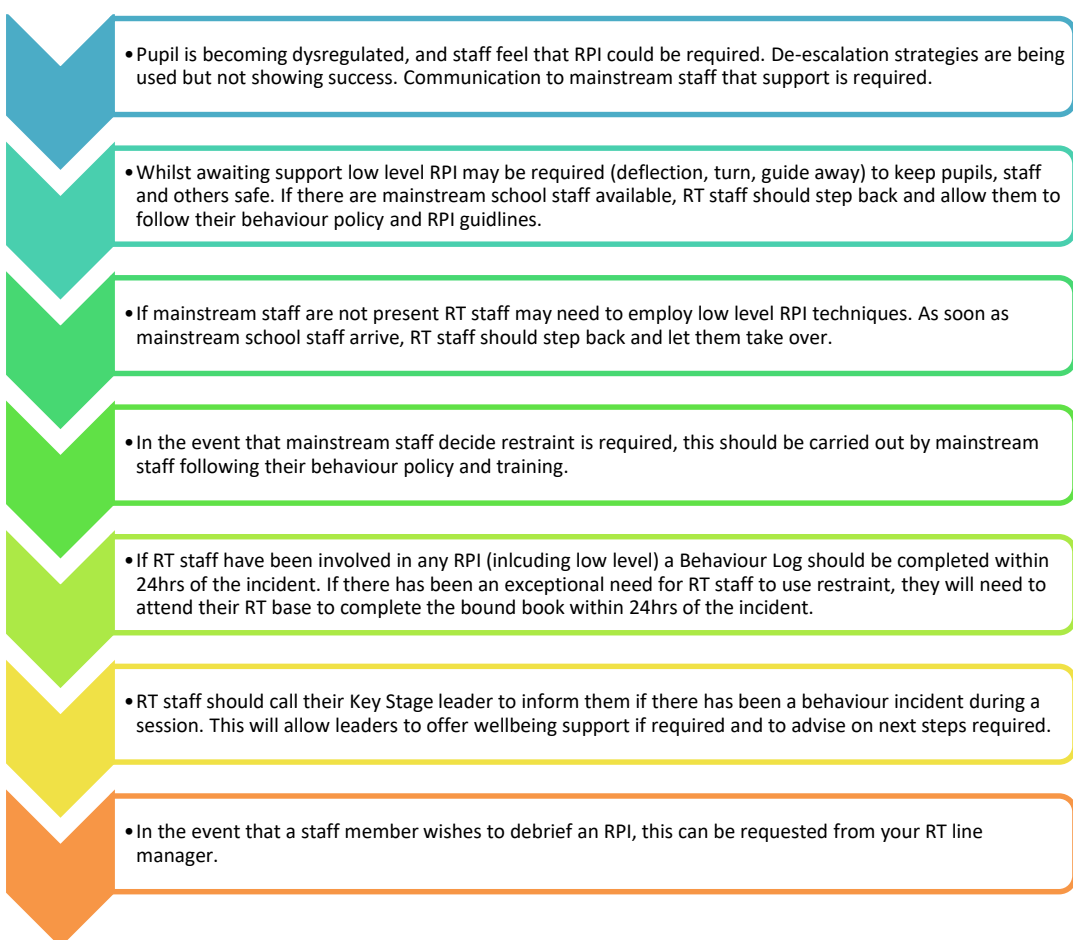 •Pupil is becoming dysregulated, and staff feel that RPI could be required. De-escalation strategies are being
used but not showing success. Communication to mainstream staff that support is required.
•Whilst awaiting support low level RPI may be required (deflection, turn, guide away) to keep pupils, staff
and others safe. If there are mainstream school staff available, RT staff should step back and allow them to
follow their behaviour policy and RPI guidlines.
•If mainstream staff are not present RT staff may need to employ low level RPI techniques. As soon as
mainstream school staff arrive, RT staff should step back and let them take over.
•In the event that mainstream staff decide restraint is required, this should be carried out by mainstream
staff following their behaviour policy and training.
•If RT staff have been involved in any RPI (inlcuding low level) a Behaviour Log should be completed within
24hrs of the incident. If there has been an exceptional need for RT staff to use restraint, they will need to
attend their RT base to complete the bound book within 24hrs of the incident.
•RT staff should call their Key Stage leader to inform them if there has been a behaviour incident during a
session. This will allow leaders to offer wellbeing support if required and to advise on next steps required.
•In the event that a staff member wishes to debrief an RPI, this can be requested from your RT line
manager.